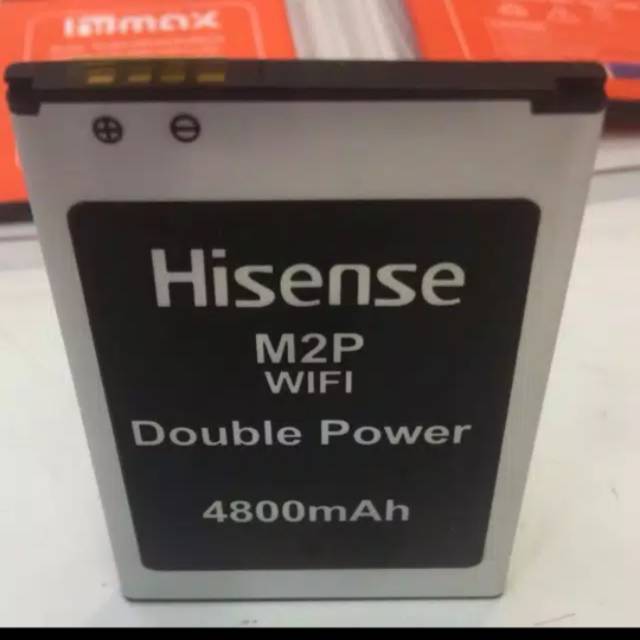 immax
Hisense
M2P
WIFI
Double Power
4800mAh